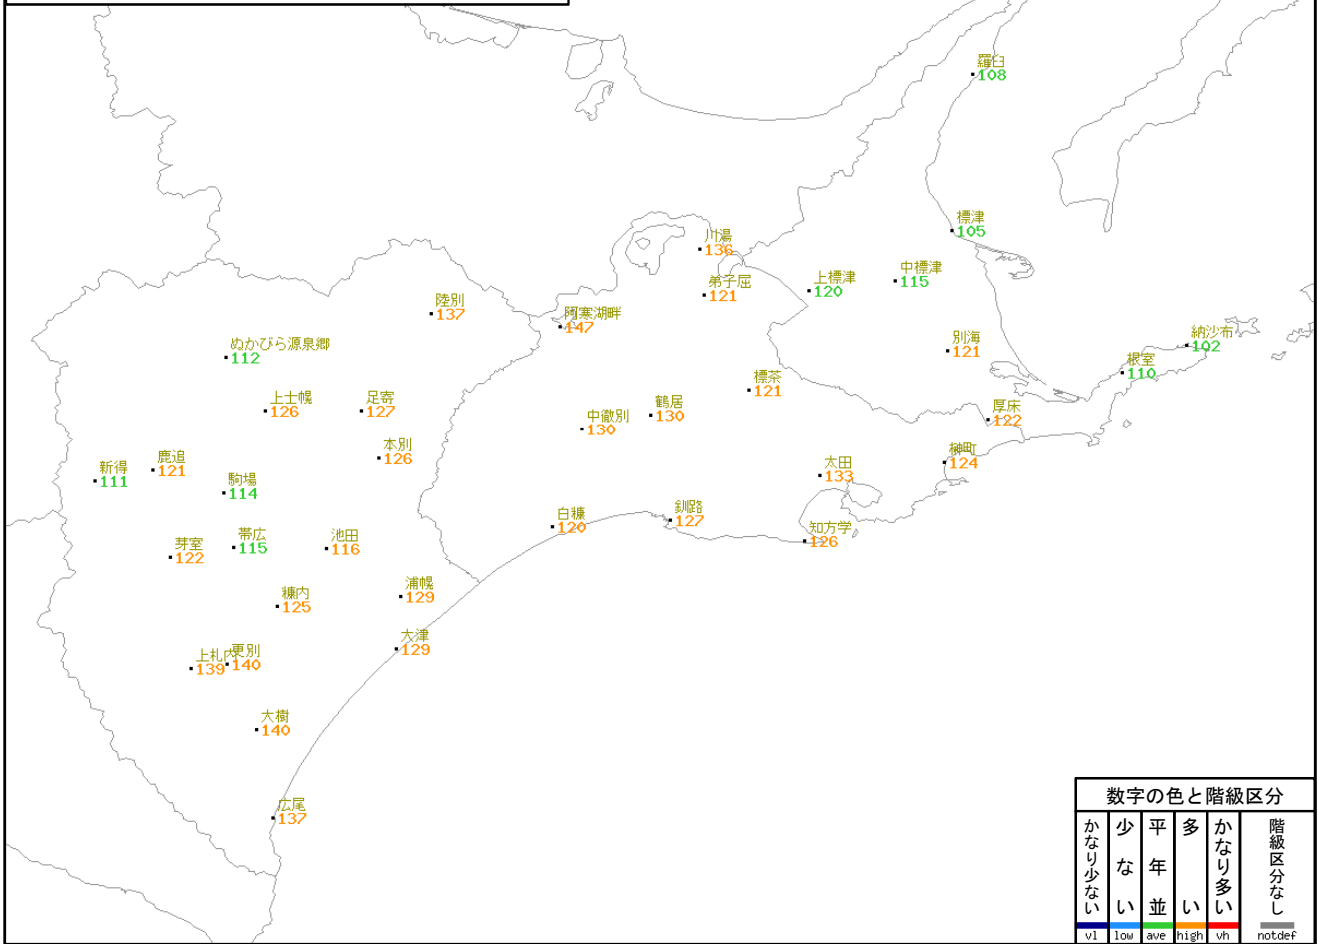 羅臼
108
標津
105
川湯
136
中標津
115
上標津
120
弟子屈
121
陸別
137
阿寒湖畔
147
納沙布
102
別海
121
ぬかびら源泉郷
112
根室
110
標茶
121
上士幌
126
足寄
127
鶴居
130
中徹別
130
厚床
122
本別
126
榊町
124
鹿追
121
太田
133
新得
111
駒場
114
白糠
120
釧路
127
知方学
126
帯広
115
池田
116
芽室
122
浦幌
129
糠内
125
大津
129
上札内
139
更別
140
大樹
140
広尾
137
数字の色と階級区分
かなり少ない
少ない
平年並
多い
かなり多い
階級区分なし
vl low ave high vh notdef